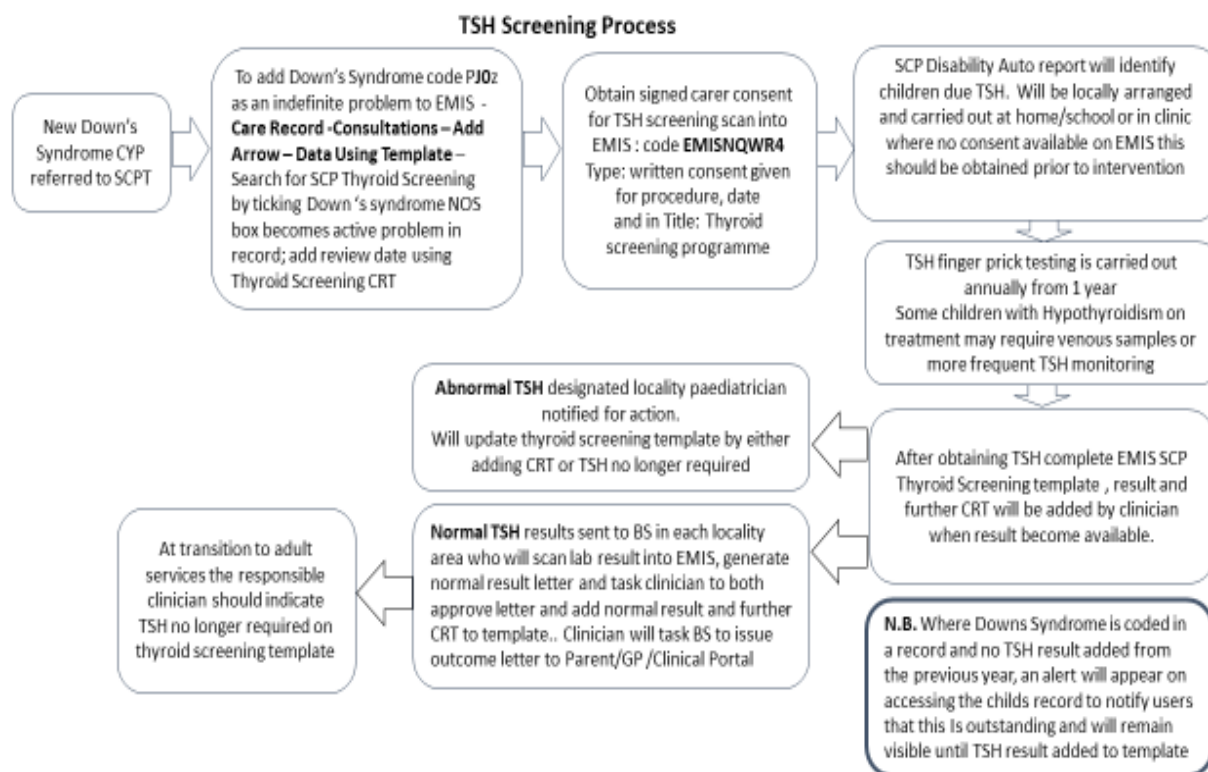 TSH Screening Process
New Down's
Syndrome CYP
referred to SCPT
To add Down's Syndrome code PJ0z
as an indefinite problem to EMIS -
Care Record -Consultations – Add
Arrow – Data Using Template –
Search for SCP Thyroid Screening
by ticking Down 's syndrome NOS
box becomes active problem in
record; add review date using
Thyroid Screening CRT
Obtain signed carer consent
for TSH screening scan into
EMIS : code EMISNQWR4
Type: written consent given
for procedure, date
and in Title: Thyroid
screening programme
SCP Disability Auto report will identify
children due TSH. Will be locally arranged
and carried out at home/school or in clinic
where no consent available on EMIS this
should be obtained prior to intervention
TSH finger prick testing is carried out
annually from 1 year
Some children with Hypothyroidism on
treatment may require venous samples or
more frequent TSH monitoring
After obtaining TSH complete EMIS SCP
Thyroid Screening template , result and
further CRT will be added by clinician
when result become available.
Abnormal TSH designated locality paediatrician
notified for action.
Will update thyroid screening template by either
adding CRT or TSH no longer required
Normal TSH results sent to BS in each locality
area who will scan lab result into EMIS, generate
normal result letter and task clinician to both
approve letter and add normal result and further
CRT to template.. Clinician will task BS to issue
outcome letter to Parent/GP /Clinical Portal
At transition to adult
services the responsible
clinician should indicate
TSH no longer required on
thyroid screening template
N.B. Where Downs Syndrome is coded in
a record and no TSH result added from
the previous year, an alert will appear on
accessing the childs record to notify users
that this Is outstanding and will remain
visible until TSH result added to template